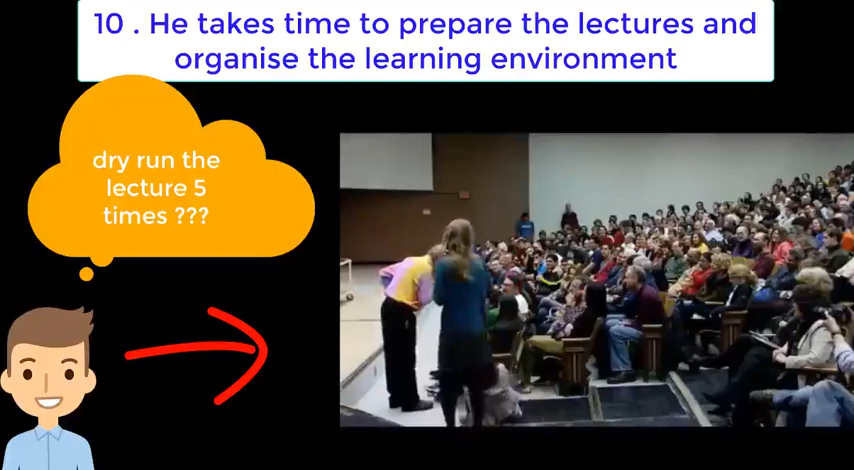 10 . He takes time to prepare the lectures and
organise the learning environment
dry run the
lecture 5
times ???